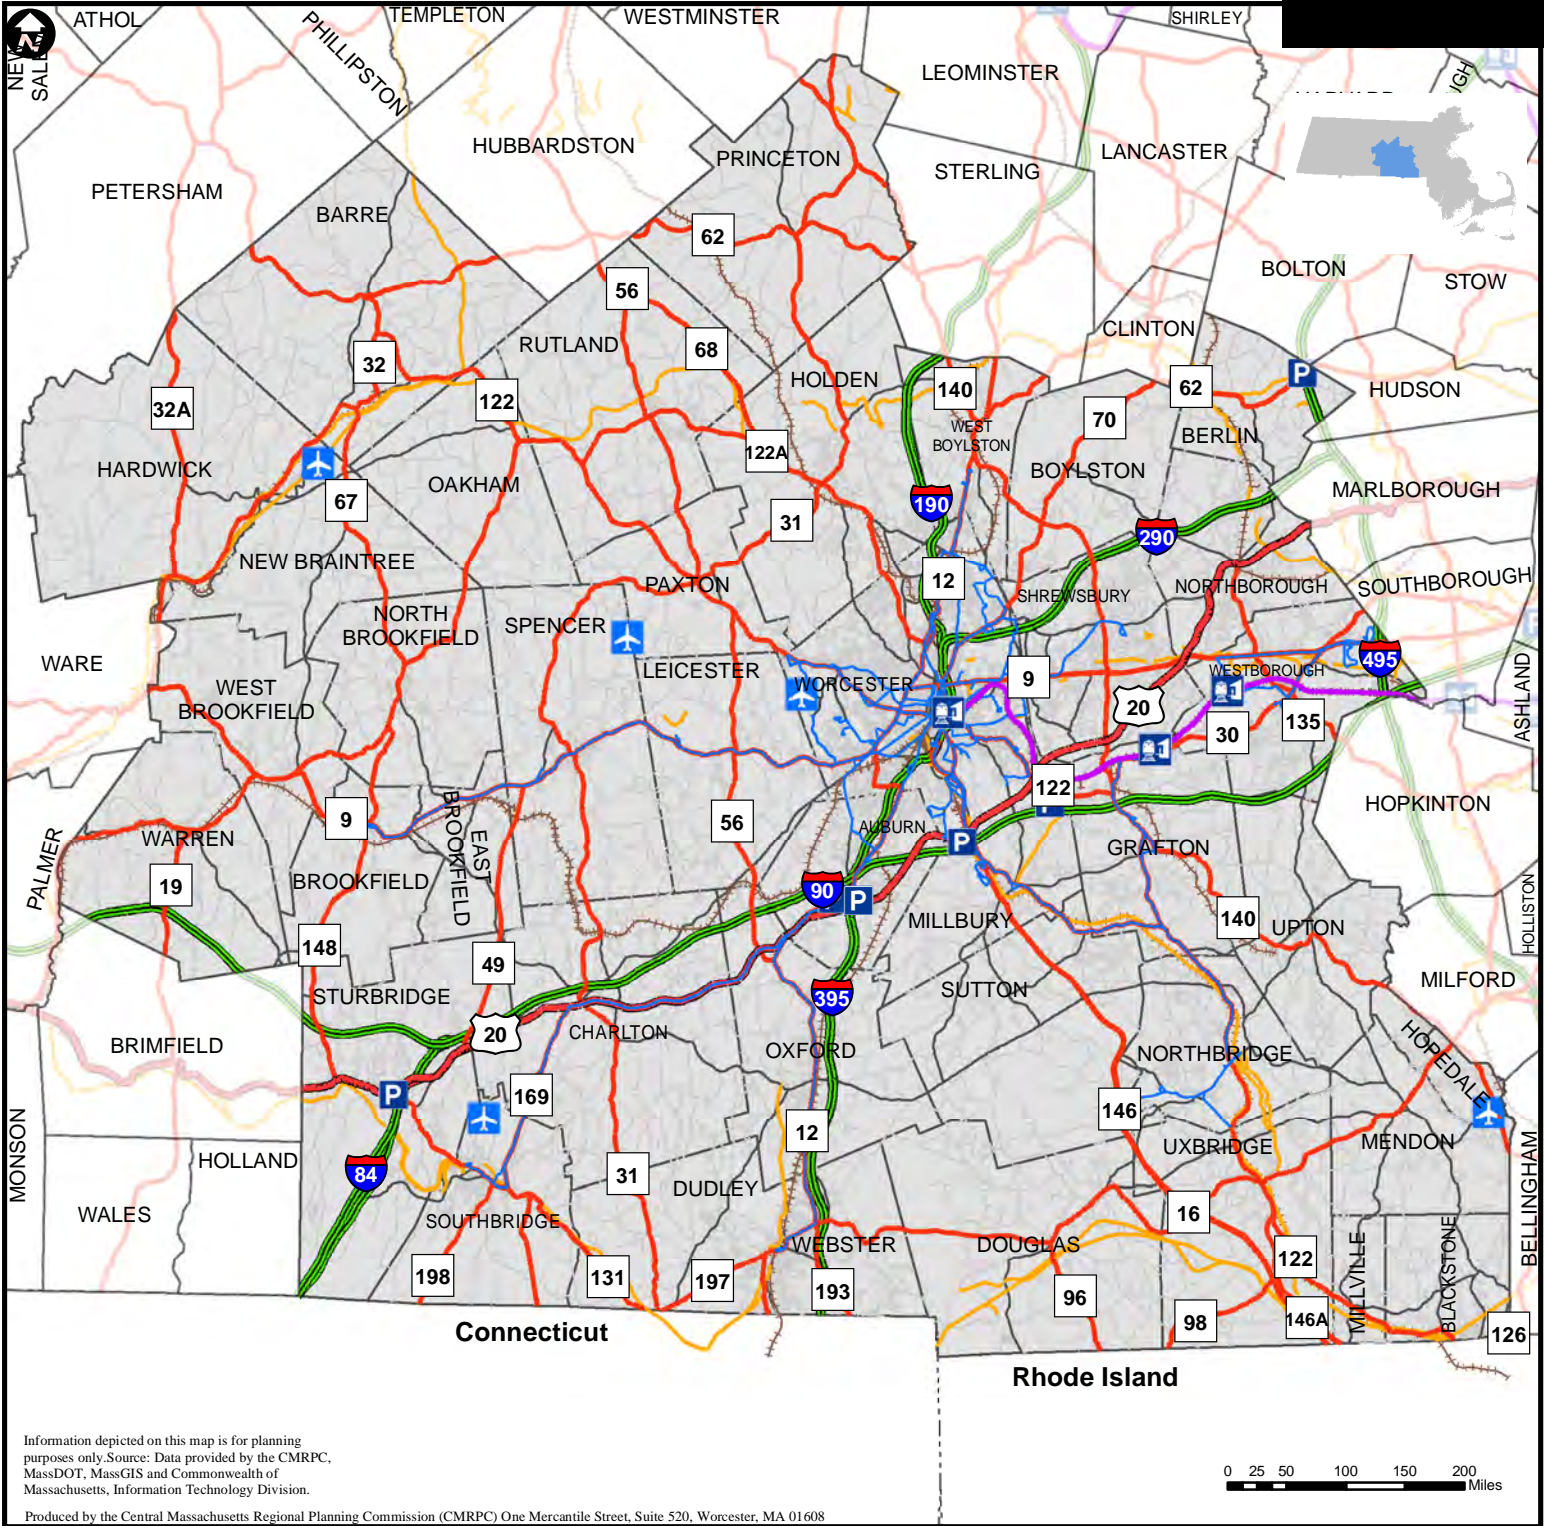 ATHOL
TEMPLETON
WESTMINSTER
SHIRLEY
NEW
SALEM
PHILLIPSTON
LEOMINSTER
HUBBARDSTON
PRINCETON
STERLING
LANCASTER
PETERSHAM
BARRE
62
BOLTON
STOW
56
CLINTON
RUTLAND
68
32
HOLDEN
140
62
HUDSON
32A
122
70
WEST
BOYLSTON
BERLIN
122A
HARDWICK
OAKHAM
BOYLSTON
MARLBOROUGH
67
190
31
290
NEW BRAINTREE
12
PAXTON
NORTHBOROUGH
SOUTHBOROUGH
SHREWSBURY
NORTH
BROOKFIELD
SPENCER
WARE
LEICESTER
495
WEST
BROOKFIELD
WORCESTER
9
WESTBOROUGH
ASHLAND
20
30
135
122
P
HOPKINTON
9
56
AUBURN
PALMER
WARREN
BROOKFIELD
EAST
P
GRAFTON
19
BROOKFIELD
90
P
HOLLISTON
MILLBURY
140
UPTON
148
49
MILFORD
STURBRIDGE
395
SUTTON
20
CHARLTON
BRIMFIELD
OXFORD
NORTHBRIDGE
HOPEDALE
P
169
146
12
MONSON
HOLLAND
84
UXBRIDGE
MENDON
BELLINGHAM
31
DUDLEY
WALES
16
SOUTHBRIDGE
WEBSTER
DOUGLAS
122
MILLVILLE
BLACKSTONE
198
131
197
193
96
98
146A
126
Connecticut
Rhode Island
Information depicted on this map is for planning
purposes only.Source: Data provided by the CMRPC,
MassDOT, MassGIS and Commonwealth of
Massachusetts, Information Technology Division.
0 25 50 100 150 200
Miles
Produced by the Central Massachusetts Regional Planning Commission (CMRPC) One Mercantile Street, Suite 520, Worcester, MA 01608
P